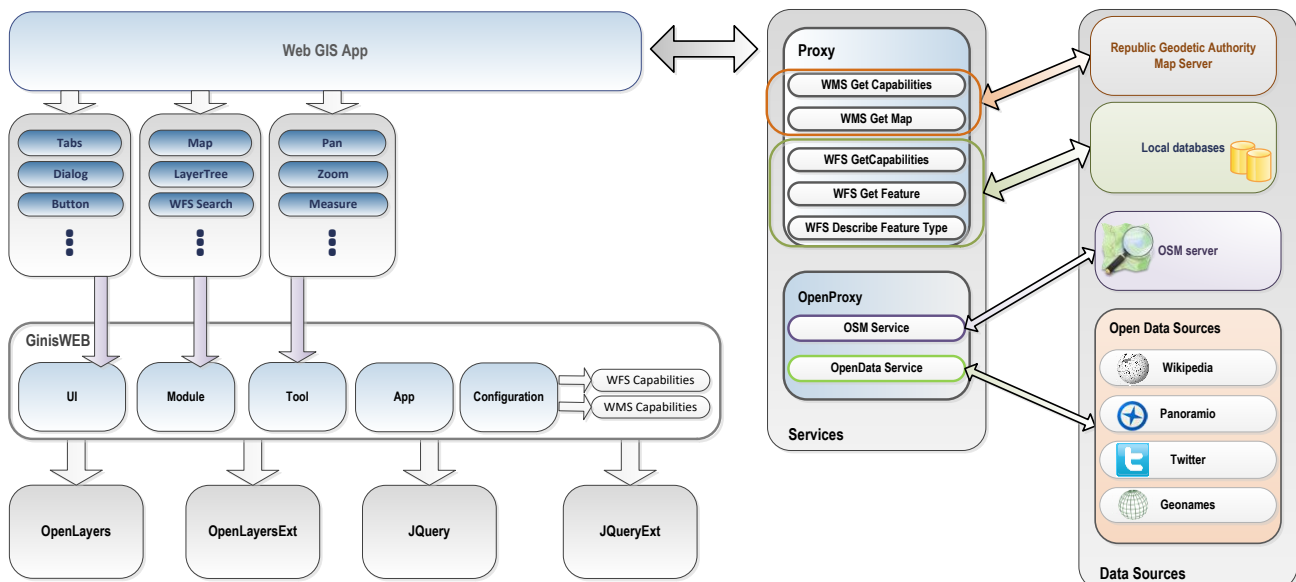 Web GIS App
Tabs
Dialog
Button
Map
LayerTree
WFS Search
Pan
Zoom
Measure
GinisWEB
UI
Module
Tool
App
Configuration
WFS Capabilities
WMS Capabilities
OpenLayers
OpenLayersExt
JQuery
JQueryExt
Proxy
WMS Get Capabilities
WMS Get Map
WFS GetCapabilities
WFS Get Feature
WFS Describe Feature Type
OpenProxy
OSM Service
OpenData Service
Services
Republic Geodetic Authority
Map Server
Local databases
OSM server
Open Data Sources
Wikipedia
Panoramio
Twitter
Geonames
Data Sources